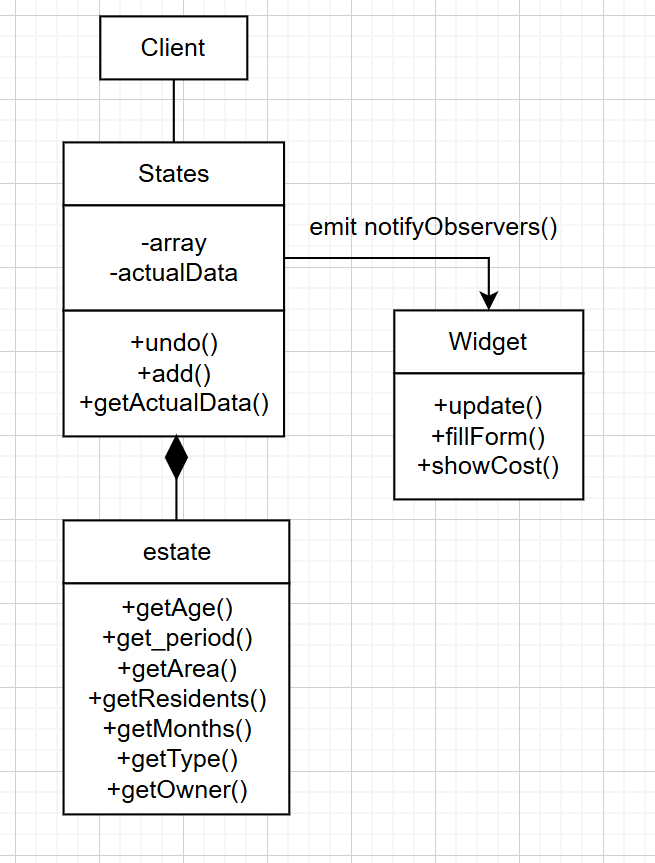 Client
States
-array
-actualData
+undo()
+add()
+getActualData()
emit notifyObservers()
Widget
+update()
+fillForm()
+showCost()
estate
+getAge()
+get_period()
+getArea()
+getResidents()
+getMonths()
+getType()
+getOwner()